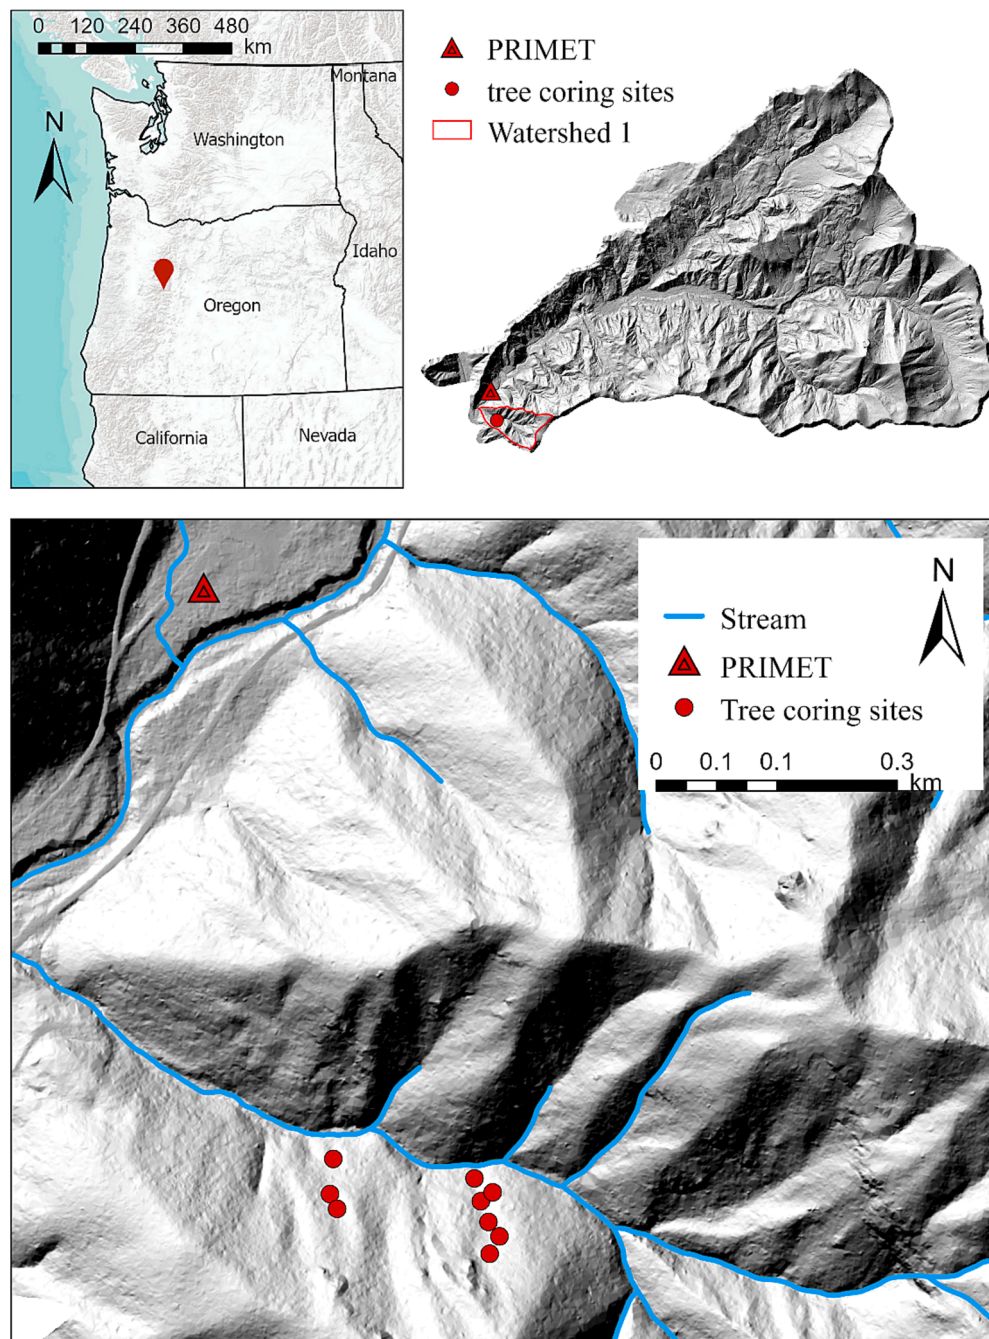 0 120 240 360 480
km
N
Montana
Washington
Idaho
Oregon
California
Nevada
PRIMET
tree coring sites
Watershed 1
N
Stream
PRIMET
Tree coring sites
0 0.1 0.1 0.3
km